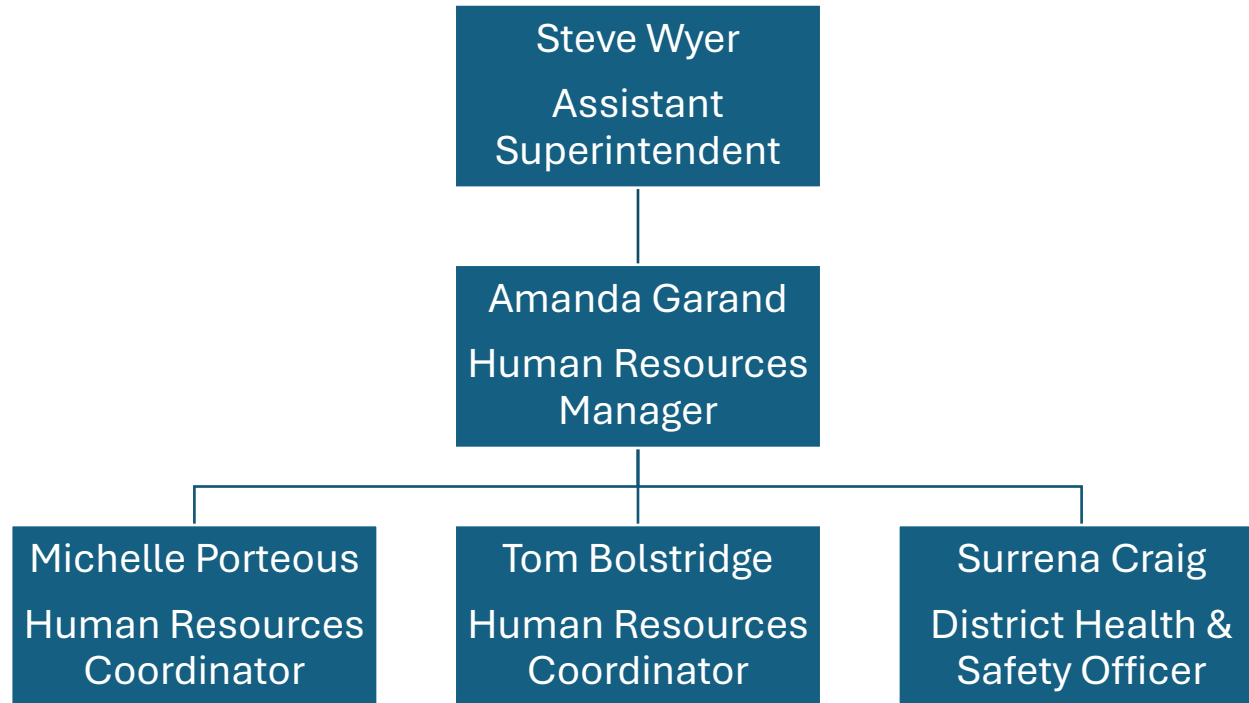 Steve Wyer
Assistant
Superintendent
Amanda Garand
Human Resources
Manager
Michelle Porteous
Human Resources
Coordinator
Tom Bolstridge
Human Resources
Coordinator
Surrena Craig
District Health &
Safety Officer